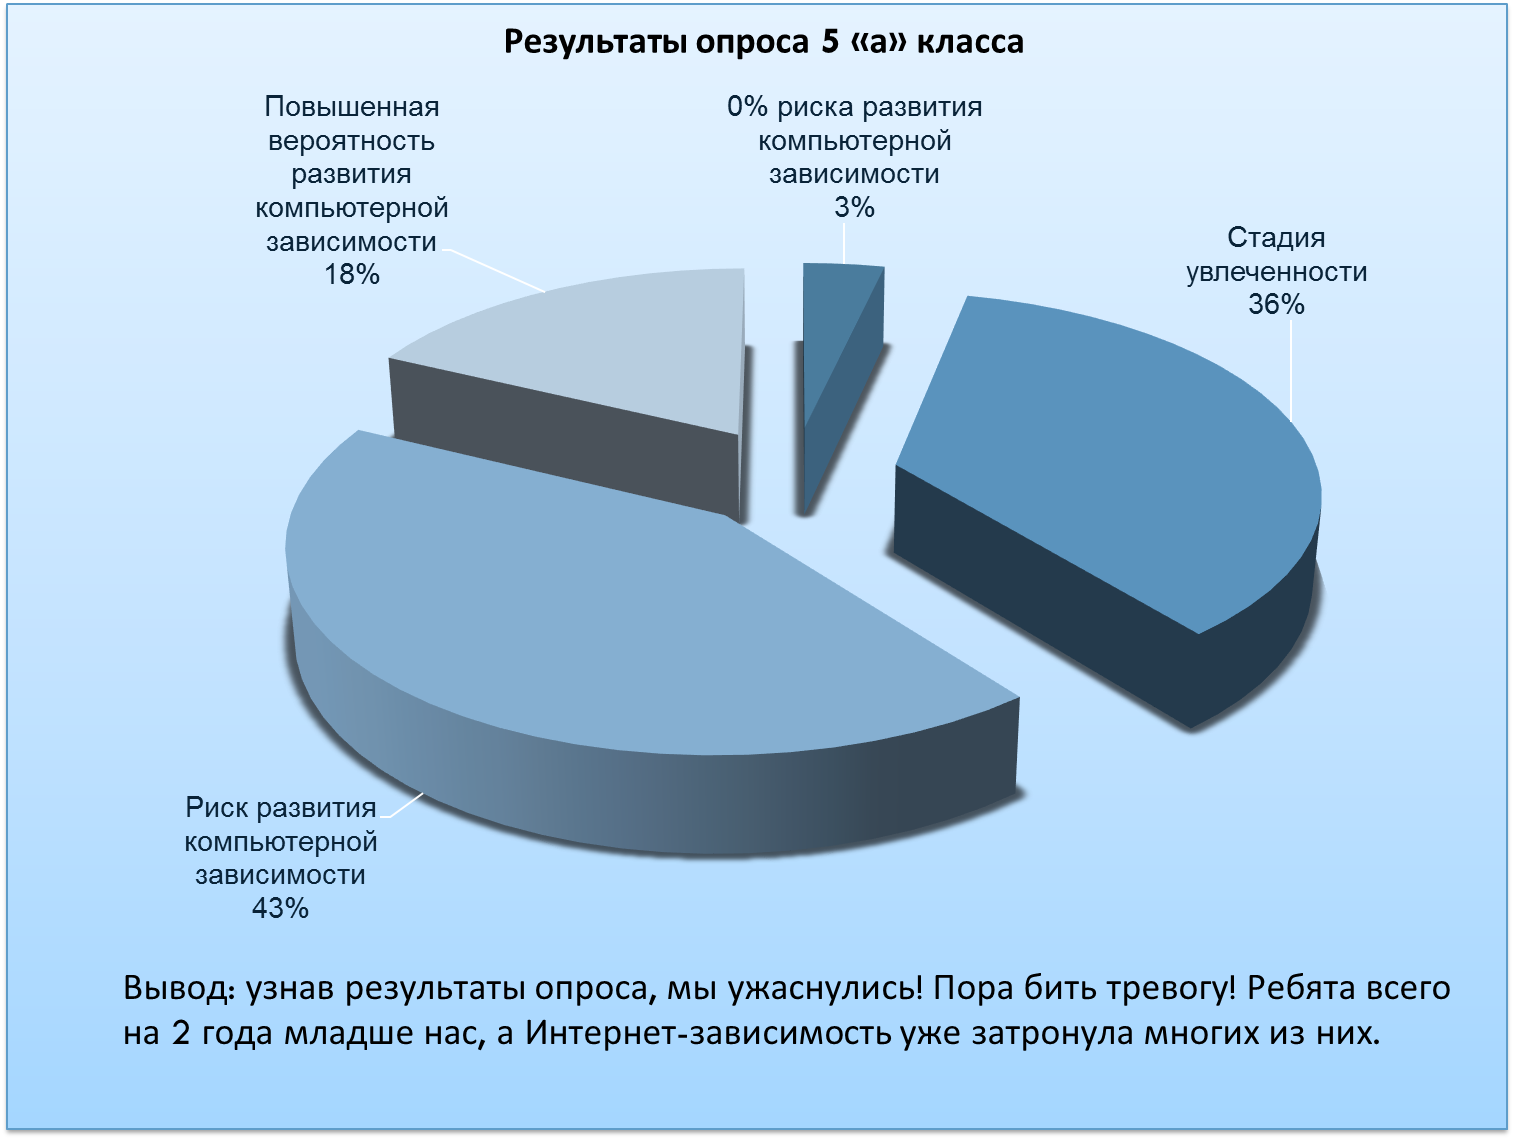 Результаты опроса 5 «а» класса
Повышенная
вероятность
развития
компьютерной
зависимости
18%
0% риска развития
компьютерной
зависимости
3%
Стадия
увлеченности
36%
Риск развития
компьютерной
зависимости
43%
Вывод: узнав результаты опроса, мы ужаснулись! Пора бить тревогу! Ребята всего
на 2 года младше нас, а Интернет-зависимость уже затронула многих из них.